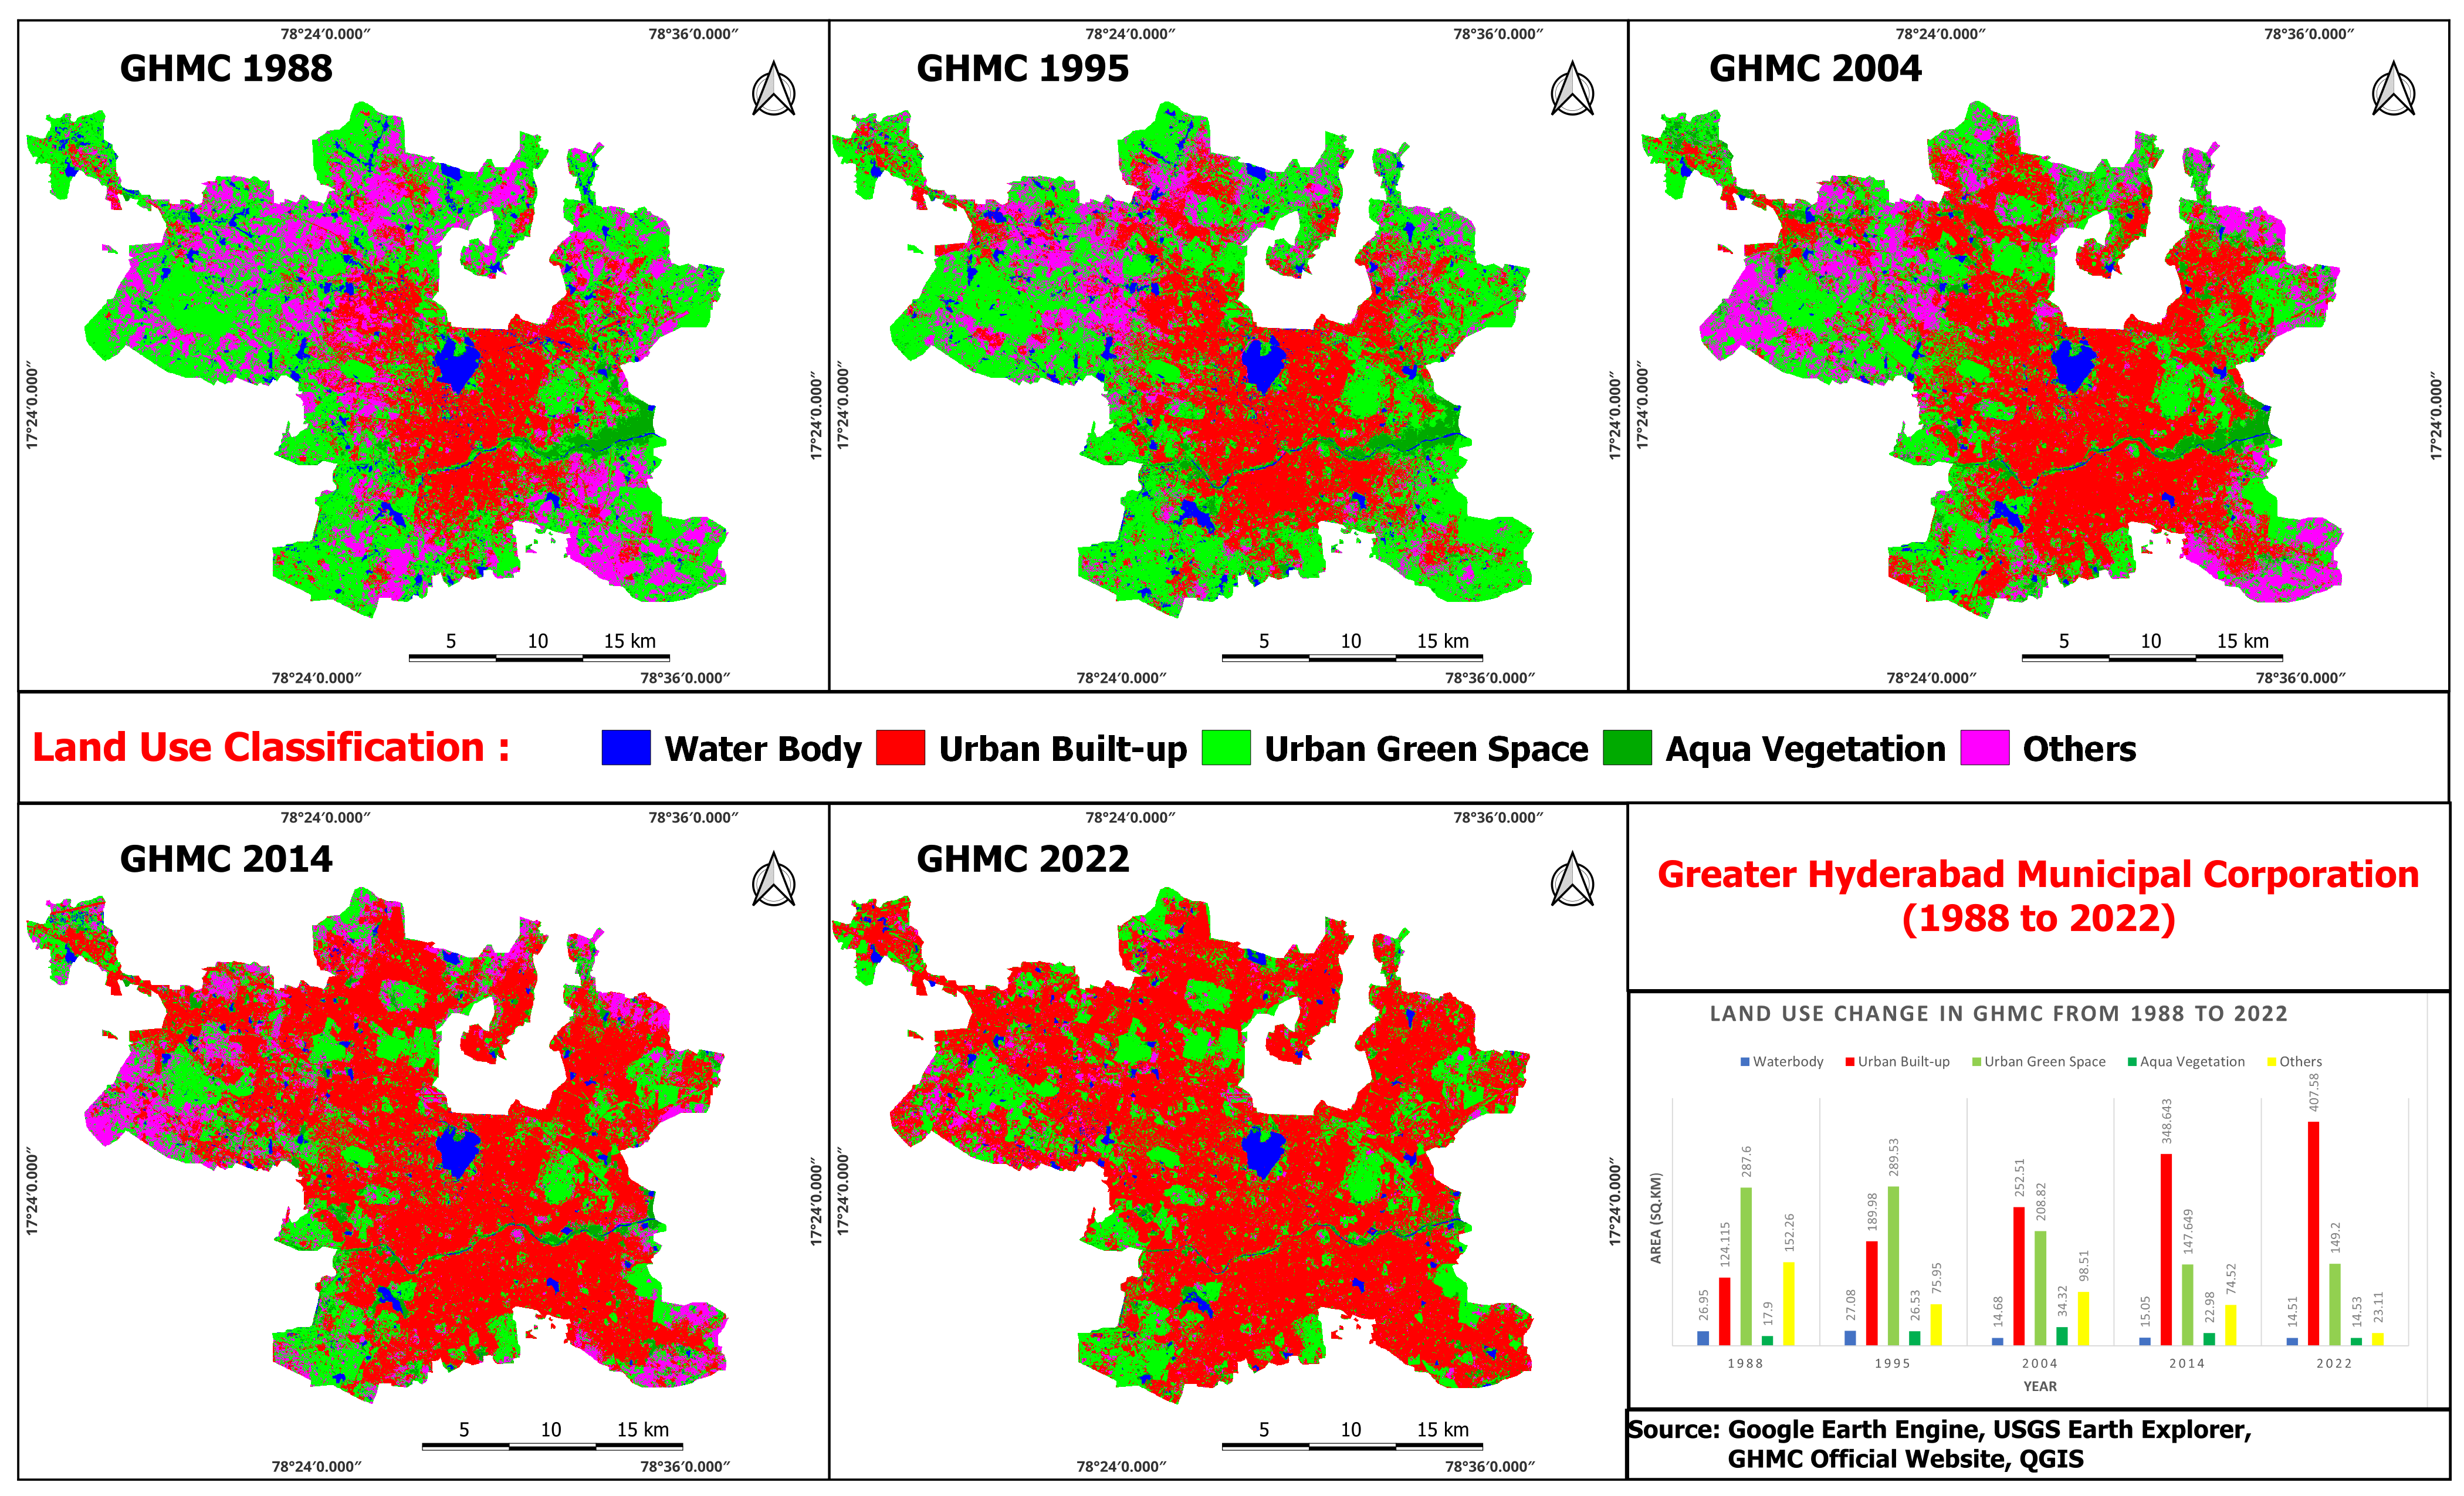 78°24′0.000″ 78°36′0.000″
GHMC 1988
17°24′0.000″
17°24′0.000″
5 10 15 km
78°24′0.000″ 78°36′0.000″
78°24′0.000″ 78°36′0.000″
GHMC 1995
17°24′0.000″
17°24′0.000″
5 10 15 km
78°24′0.000″ 78°36′0.000″
78°24′0.000″ 78°36′0.000″
GHMC 2004
17°24′0.000″
17°24′0.000″
5 10 15 km
78°24′0.000″ 78°36′0.000″
Land Use Classification : Water Body Urban Built-up Urban Green Space Aqua Vegetation Others
78°24′0.000″ 78°36′0.000″
GHMC 2014
17°24′0.000″
17°24′0.000″
5 10 15 km
78°24′0.000″ 78°36′0.000″
78°24′0.000″ 78°36′0.000″
GHMC 2022
17°24′0.000″
17°24′0.000″
5 10 15 km
78°24′0.000″ 78°36′0.000″
Greater Hyderabad Municipal Corporation
(1988 to 2022)
LAND USE CHANGE IN GHMC FROM 1988 TO 2022
Waterbody Urban Built-up Urban Green Space Aqua Vegetation Others
AREA (SQ.KM)
26.95 124.115 287.6 17.9 152.26
27.08 189.98 289.53 26.53 75.95
14.68 252.51 208.82 34.32 98.51
15.05 348.643 147.649 22.98 74.52
14.51 407.58 149.2 14.53 23.11
1988 1995 2004 2014 2022
YEAR
Source: Google Earth Engine, USGS Earth Explorer,
GHMC Official Website, QGIS